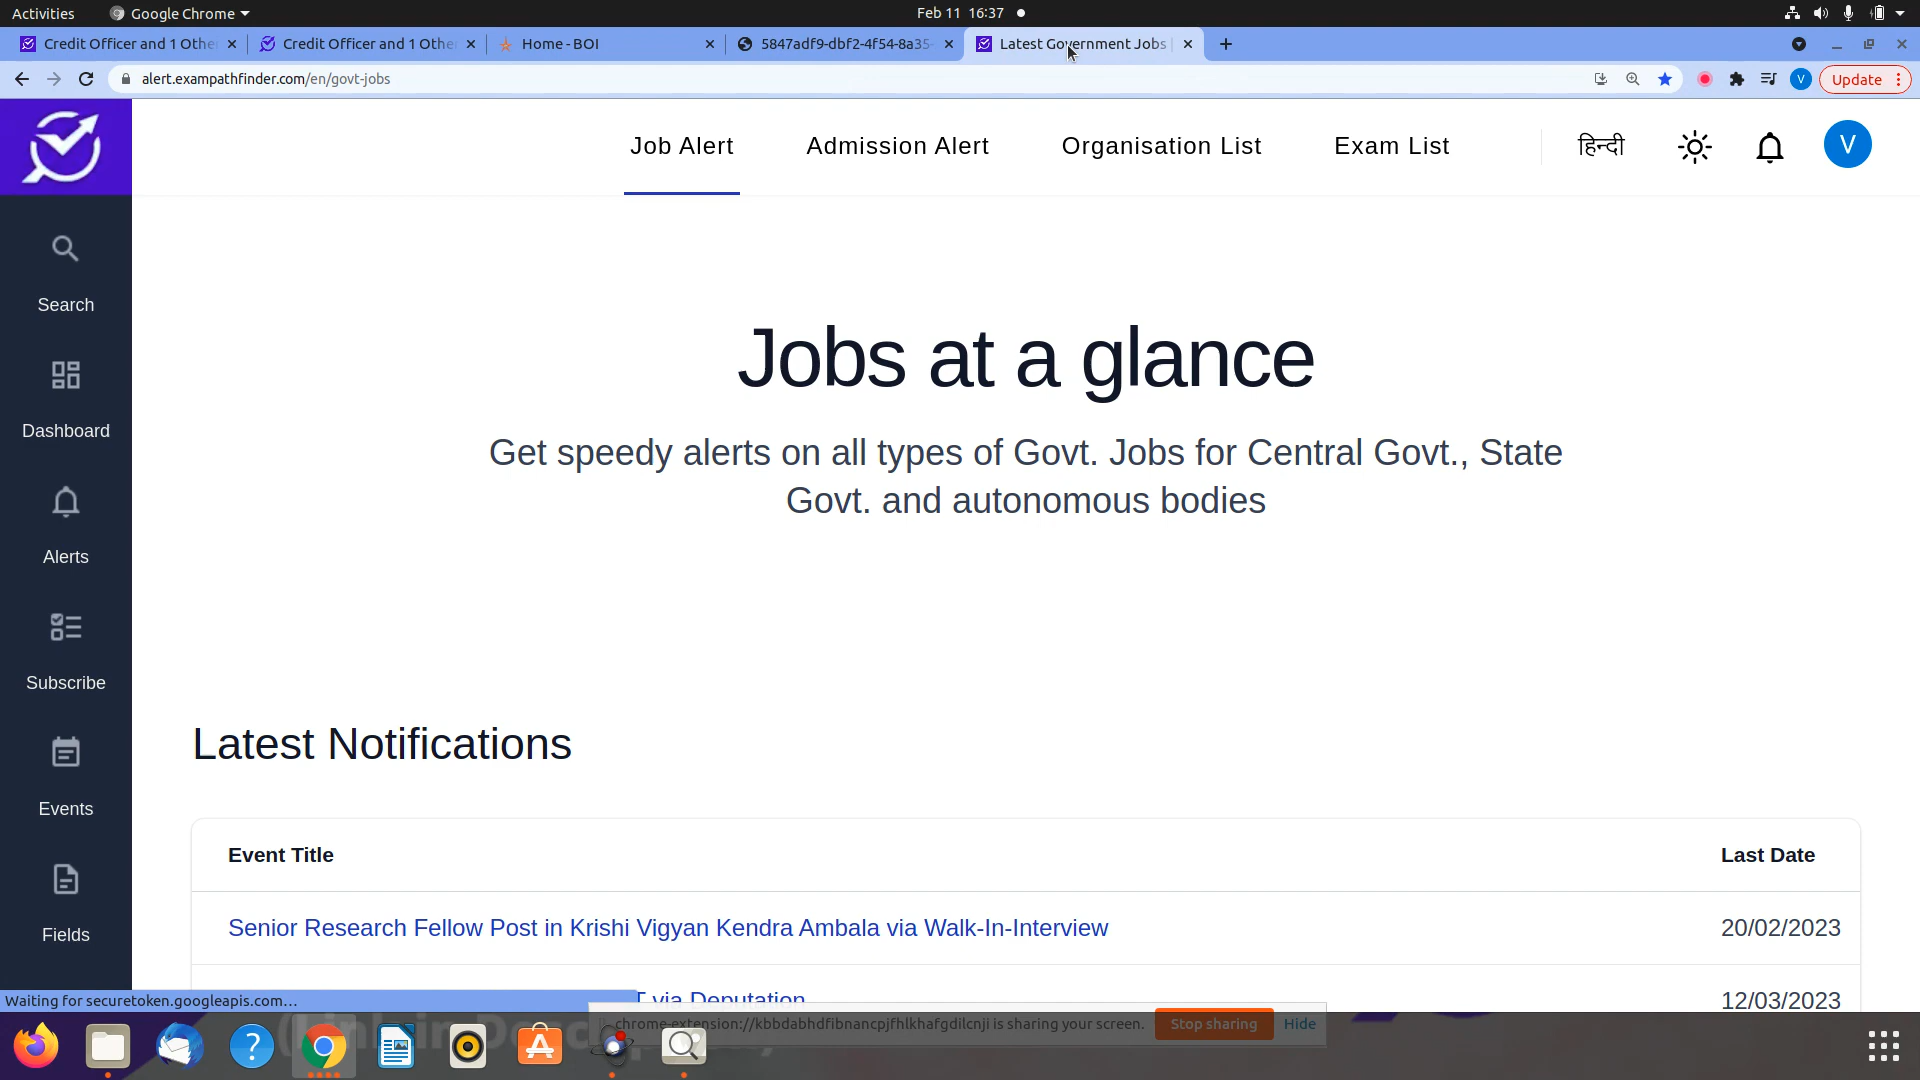 Activities
Google Chrome
Feb 11 16:37
Credit Officer and 1 Othe
Credit Officer and 1 Othe
Home - BOI
5847adf9-dbf2-4f54-8a35-
Latest Government Jobs |
alert.exampathfinder.com/en/govt-jobs
V
Update
Job Alert
Admission Alert
Organisation List
Exam List
हिन्दी
V
Search
Dashboard
Alerts
Subscribe
Events
Fields
Jobs at a glance
Get speedy alerts on all types of Govt. Jobs for Central Govt., State
Govt. and autonomous bodies
Latest Notifications
Event Title
Last Date
Senior Research Fellow Post in Krishi Vigyan Kendra Ambala via Walk-In-Interview
20/02/2023
T via Deputation
12/03/2023
Waiting for securetoken.googleapis.com…
chrome-extension://kbbdabhdfibnancpjfhlkhafgdilcnji is sharing your screen.
Stop sharing
Hide